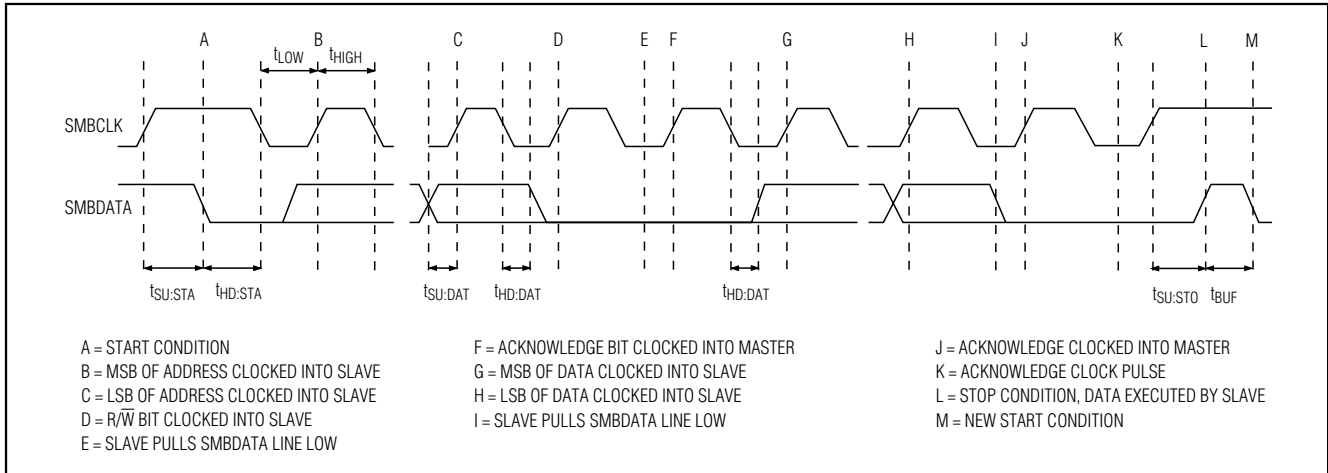 A B C D E F G H I J K L M
tLOW tHIGH
SMBCLK
SMBDATA
tSU:STA tHD:STA tSU:DAT tHD:DAT tHD:DAT tSU:STO tBUF
A = START CONDITION
B = MSB OF ADDRESS CLOCKED INTO SLAVE
C = LSB OF ADDRESS CLOCKED INTO SLAVE
D = R/W̅ BIT CLOCKED INTO SLAVE
E = SLAVE PULLS SMBDATA LINE LOW
F = ACKNOWLEDGE BIT CLOCKED INTO MASTER
G = MSB OF DATA CLOCKED INTO SLAVE
H = LSB OF DATA CLOCKED INTO SLAVE
I = SLAVE PULLS SMBDATA LINE LOW
J = ACKNOWLEDGE CLOCKED INTO MASTER
K = ACKNOWLEDGE CLOCK PULSE
L = STOP CONDITION, DATA EXECUTED BY SLAVE
M = NEW START CONDITION